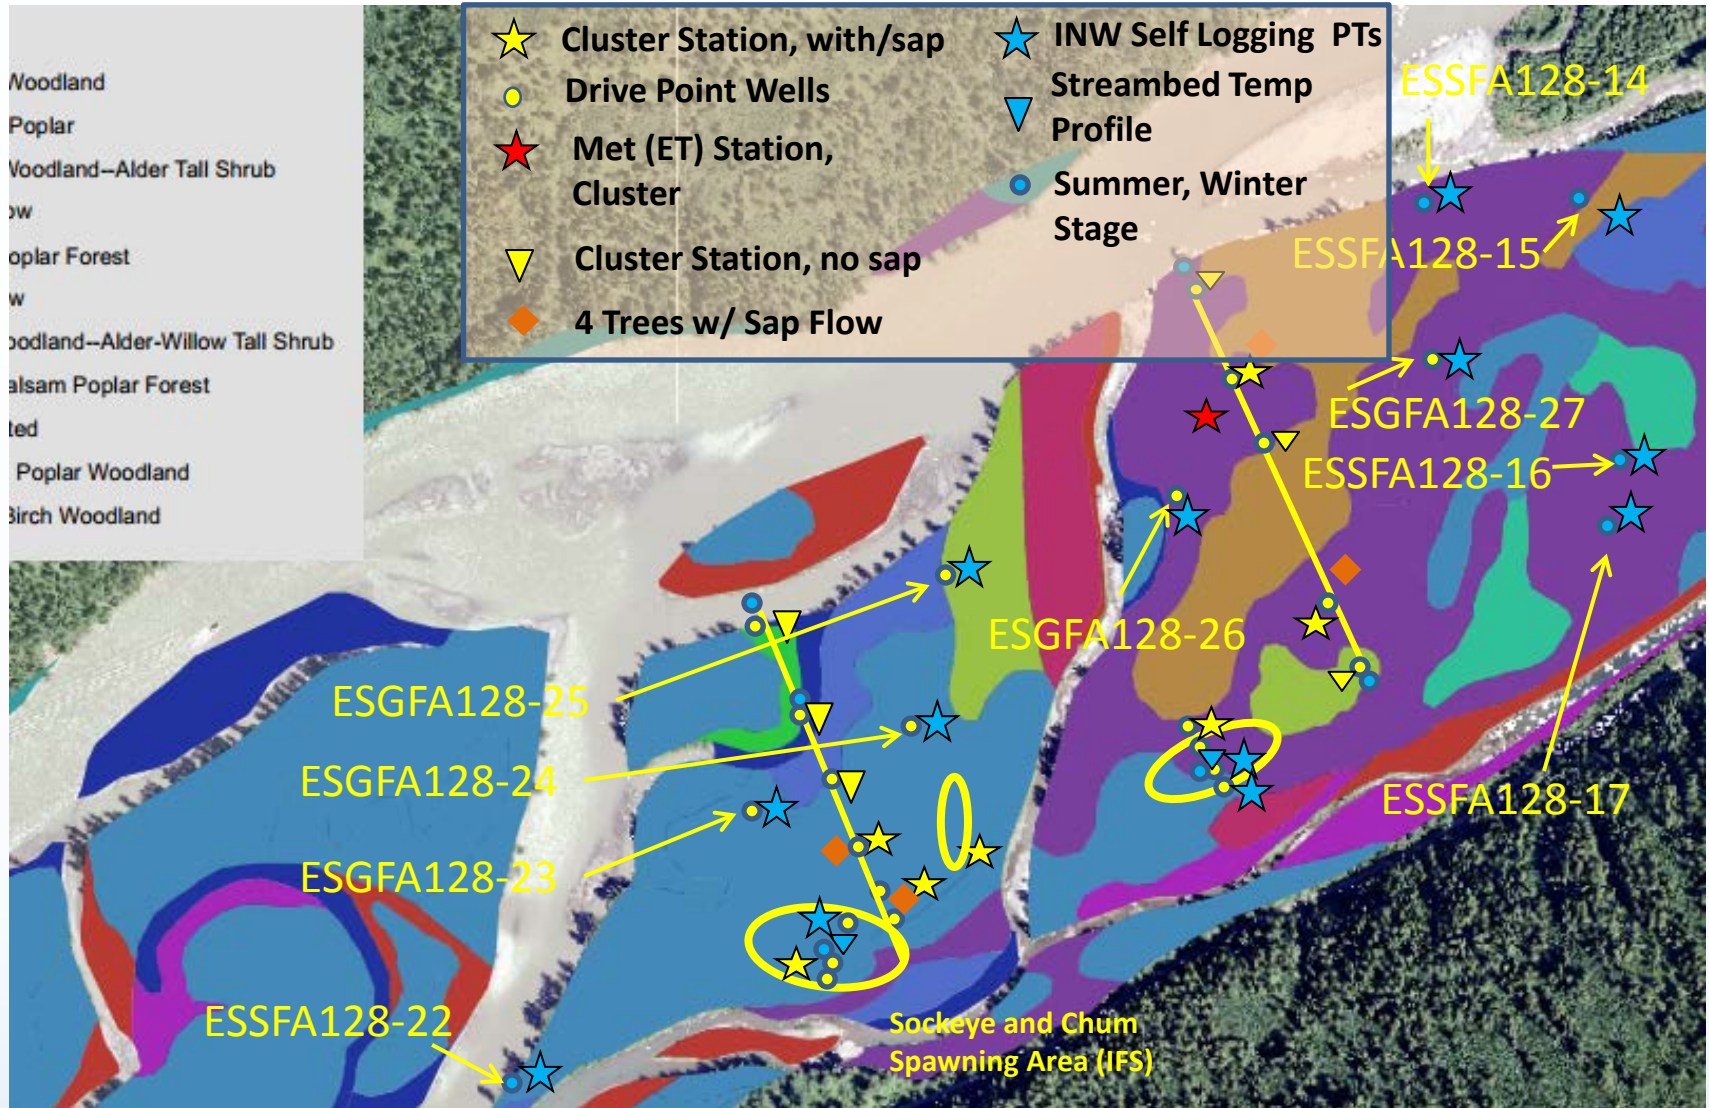 Woodland
Poplar
Woodland--Alder Tall Shrub
ow
oplar Forest
w
oodland--Alder-Willow Tall Shrub
alsam Poplar Forest
ted
Poplar Woodland
Birch Woodland
Cluster Station, with/sap
Drive Point Wells
Met (ET) Station,
Cluster
Cluster Station, no sap
4 Trees w/ Sap Flow
INW Self Logging PTs
Streambed Temp
Profile
Summer, Winter
Stage
ESSFA128-14
ESSFA128-15
ESGFA128-27
ESSFA128-16
ESGFA128-26
ESGFA128-25
ESGFA128-24
ESSFA128-17
ESGFA128-23
ESSFA128-22
Sockeye and Chum
Spawning Area (IFS)